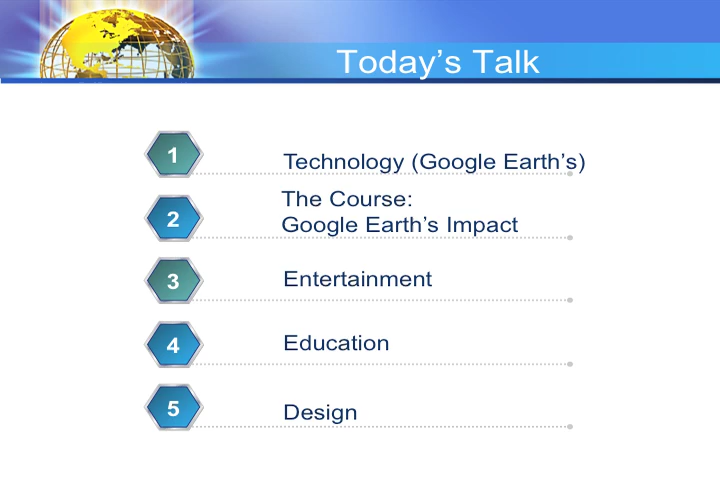 Today’s Talk
1
Technology (Google Earth’s)
2
The Course:
Google Earth’s Impact
3
Entertainment
4
Education
5
Design